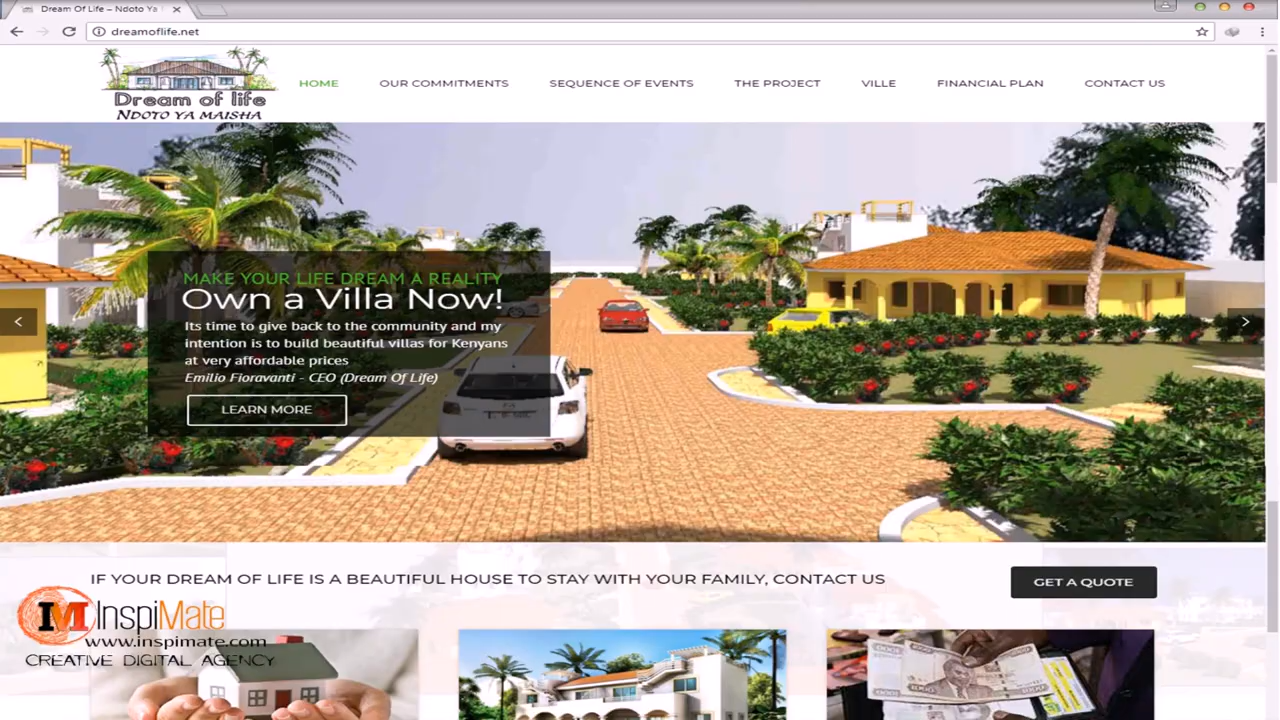 Dream Of Life – Ndoto Ya
dreamoflife.net
Dream of life
NDOTO YA MAISHA
HOME
OUR COMMITMENTS
SEQUENCE OF EVENTS
THE PROJECT
VILLE
FINANCIAL PLAN
CONTACT US
MAKE YOUR LIFE DREAM A REALITY
Own a Villa Now!
Its time to give back to the community and my
intention is to build beautiful villas for Kenyans
at very affordable prices
Emilio Fioravanti - CEO (Dream Of Life)
LEARN MORE
IF YOUR DREAM OF LIFE IS A BEAUTIFUL HOUSE TO STAY WITH YOUR FAMILY, CONTACT US
GET A QUOTE
IM InspiMate
www.inspimate.com
CREATIVE DIGITAL AGENCY
1000